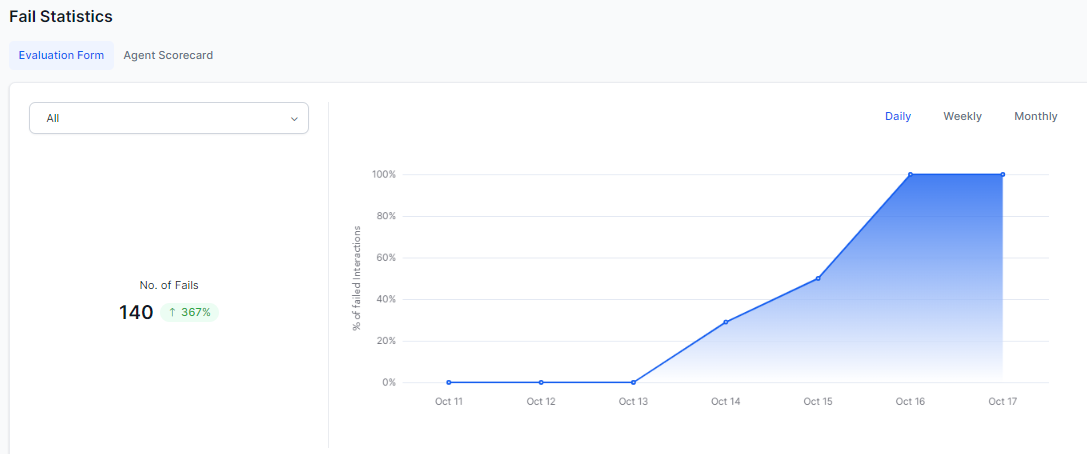 Fail Statistics
Evaluation Form Agent Scorecard
All
Daily Weekly Monthly
No. of Fails
140 ↑ 367%
% of failed Interactions
100%
80%
60%
40%
20%
0%
Oct 11 Oct 12 Oct 13 Oct 14 Oct 15 Oct 16 Oct 17